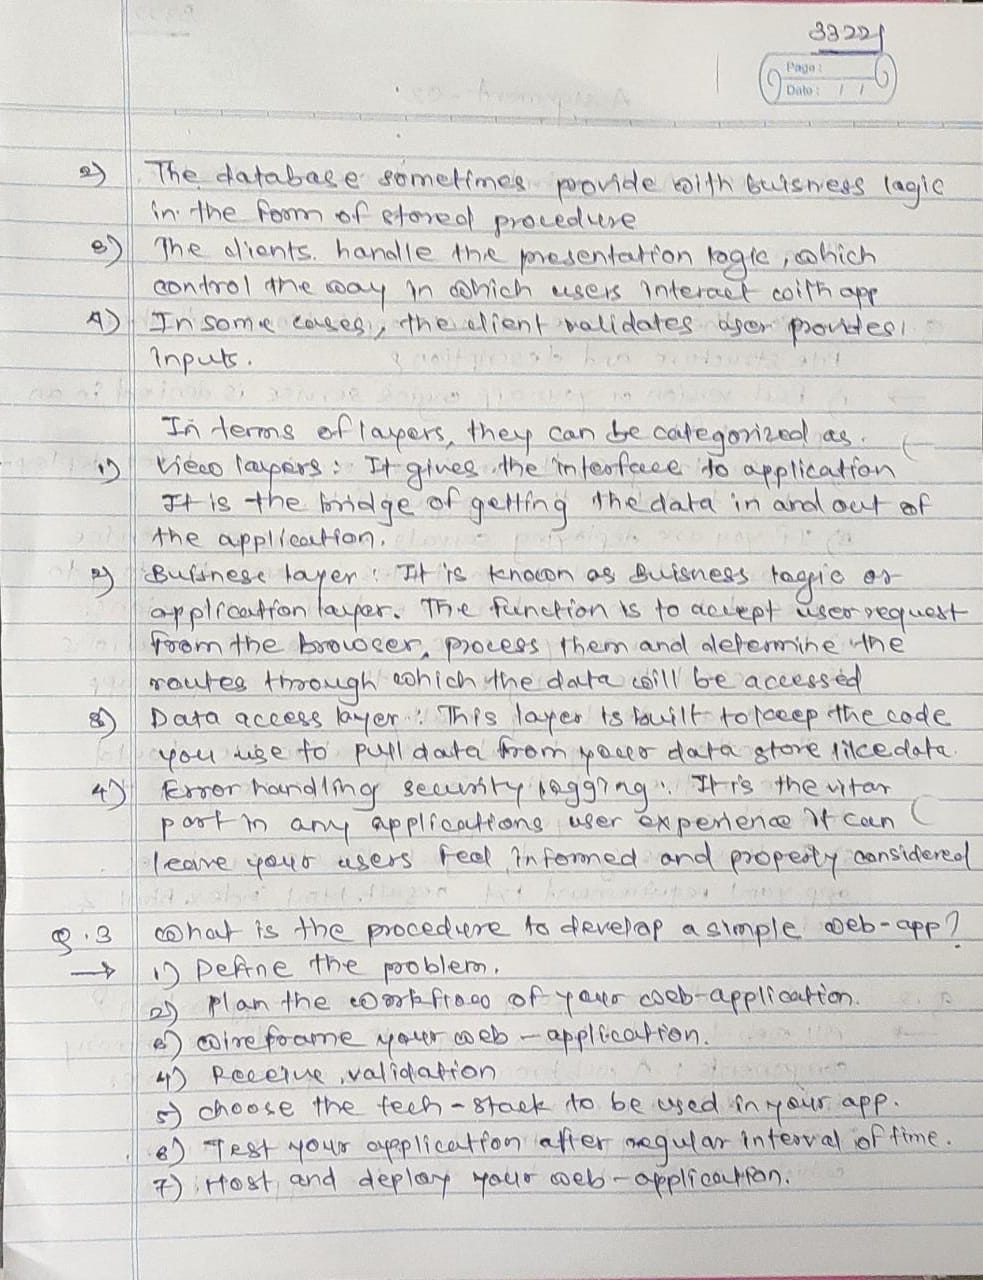 33221
Page :
Date : / /
2) The database sometimes provide with buisness logic
in the form of stored procedure
3) The clients. handle the presentation logic, which
control the way in which users interact with app
4) In some cases, the client validates user provides
inputs.
In terms of layers, they can be categorized as.
1) View layers : It gives the interface to application
It is the bridge of getting the data in and out of
the application.
2) Buisness layer : It is known as Buisness logic or
application layer. The function is to accept user request
from the browser, process them and determine the
routes through which the data will be accessed
3) Data access layer : This layer is built to keep the code
you use to pull data from your data store like data.
4) Error handling security logging : It is the vital
part in any applications user experience it can
leave your users feel informed and properly considered
Q.3 What is the procedure to develop a simple web-app?
→ 1) Define the problem.
2) Plan the workflow of your web-application.
3) wireframe your web - application.
4) Receive validation
5) choose the tech-stack to be used in your app.
6) Test your application after regular interval of time.
7) Host and deploy your web-application.